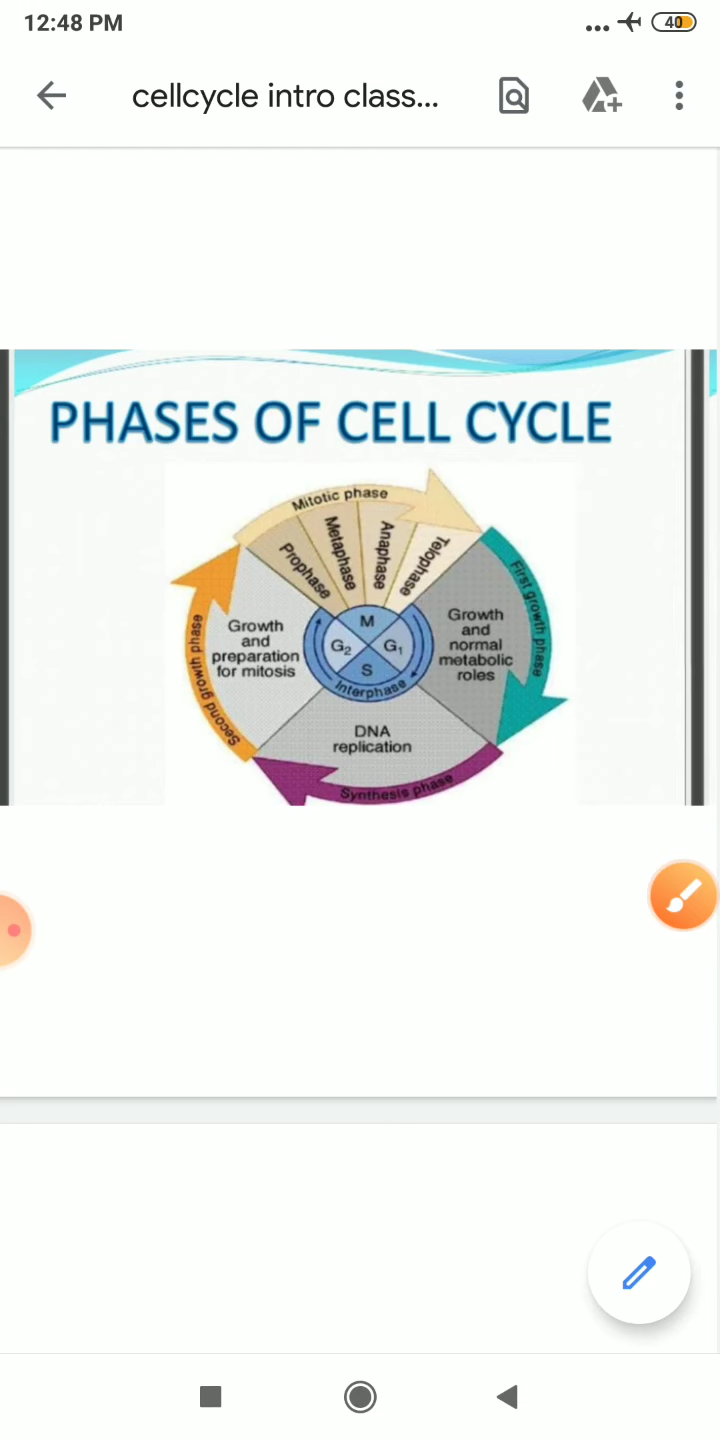 12:48 PM
40
cellcycle intro class...
PHASES OF CELL CYCLE
Mitotic phase
Prophase
Metaphase
Anaphase
Telophase
First growth phase
Growth
and
normal
metabolic
roles
Growth
and
preparation
for mitosis
Second growth phase
M
G₂
G₁
S
Interphase
DNA
replication
Synthesis phase